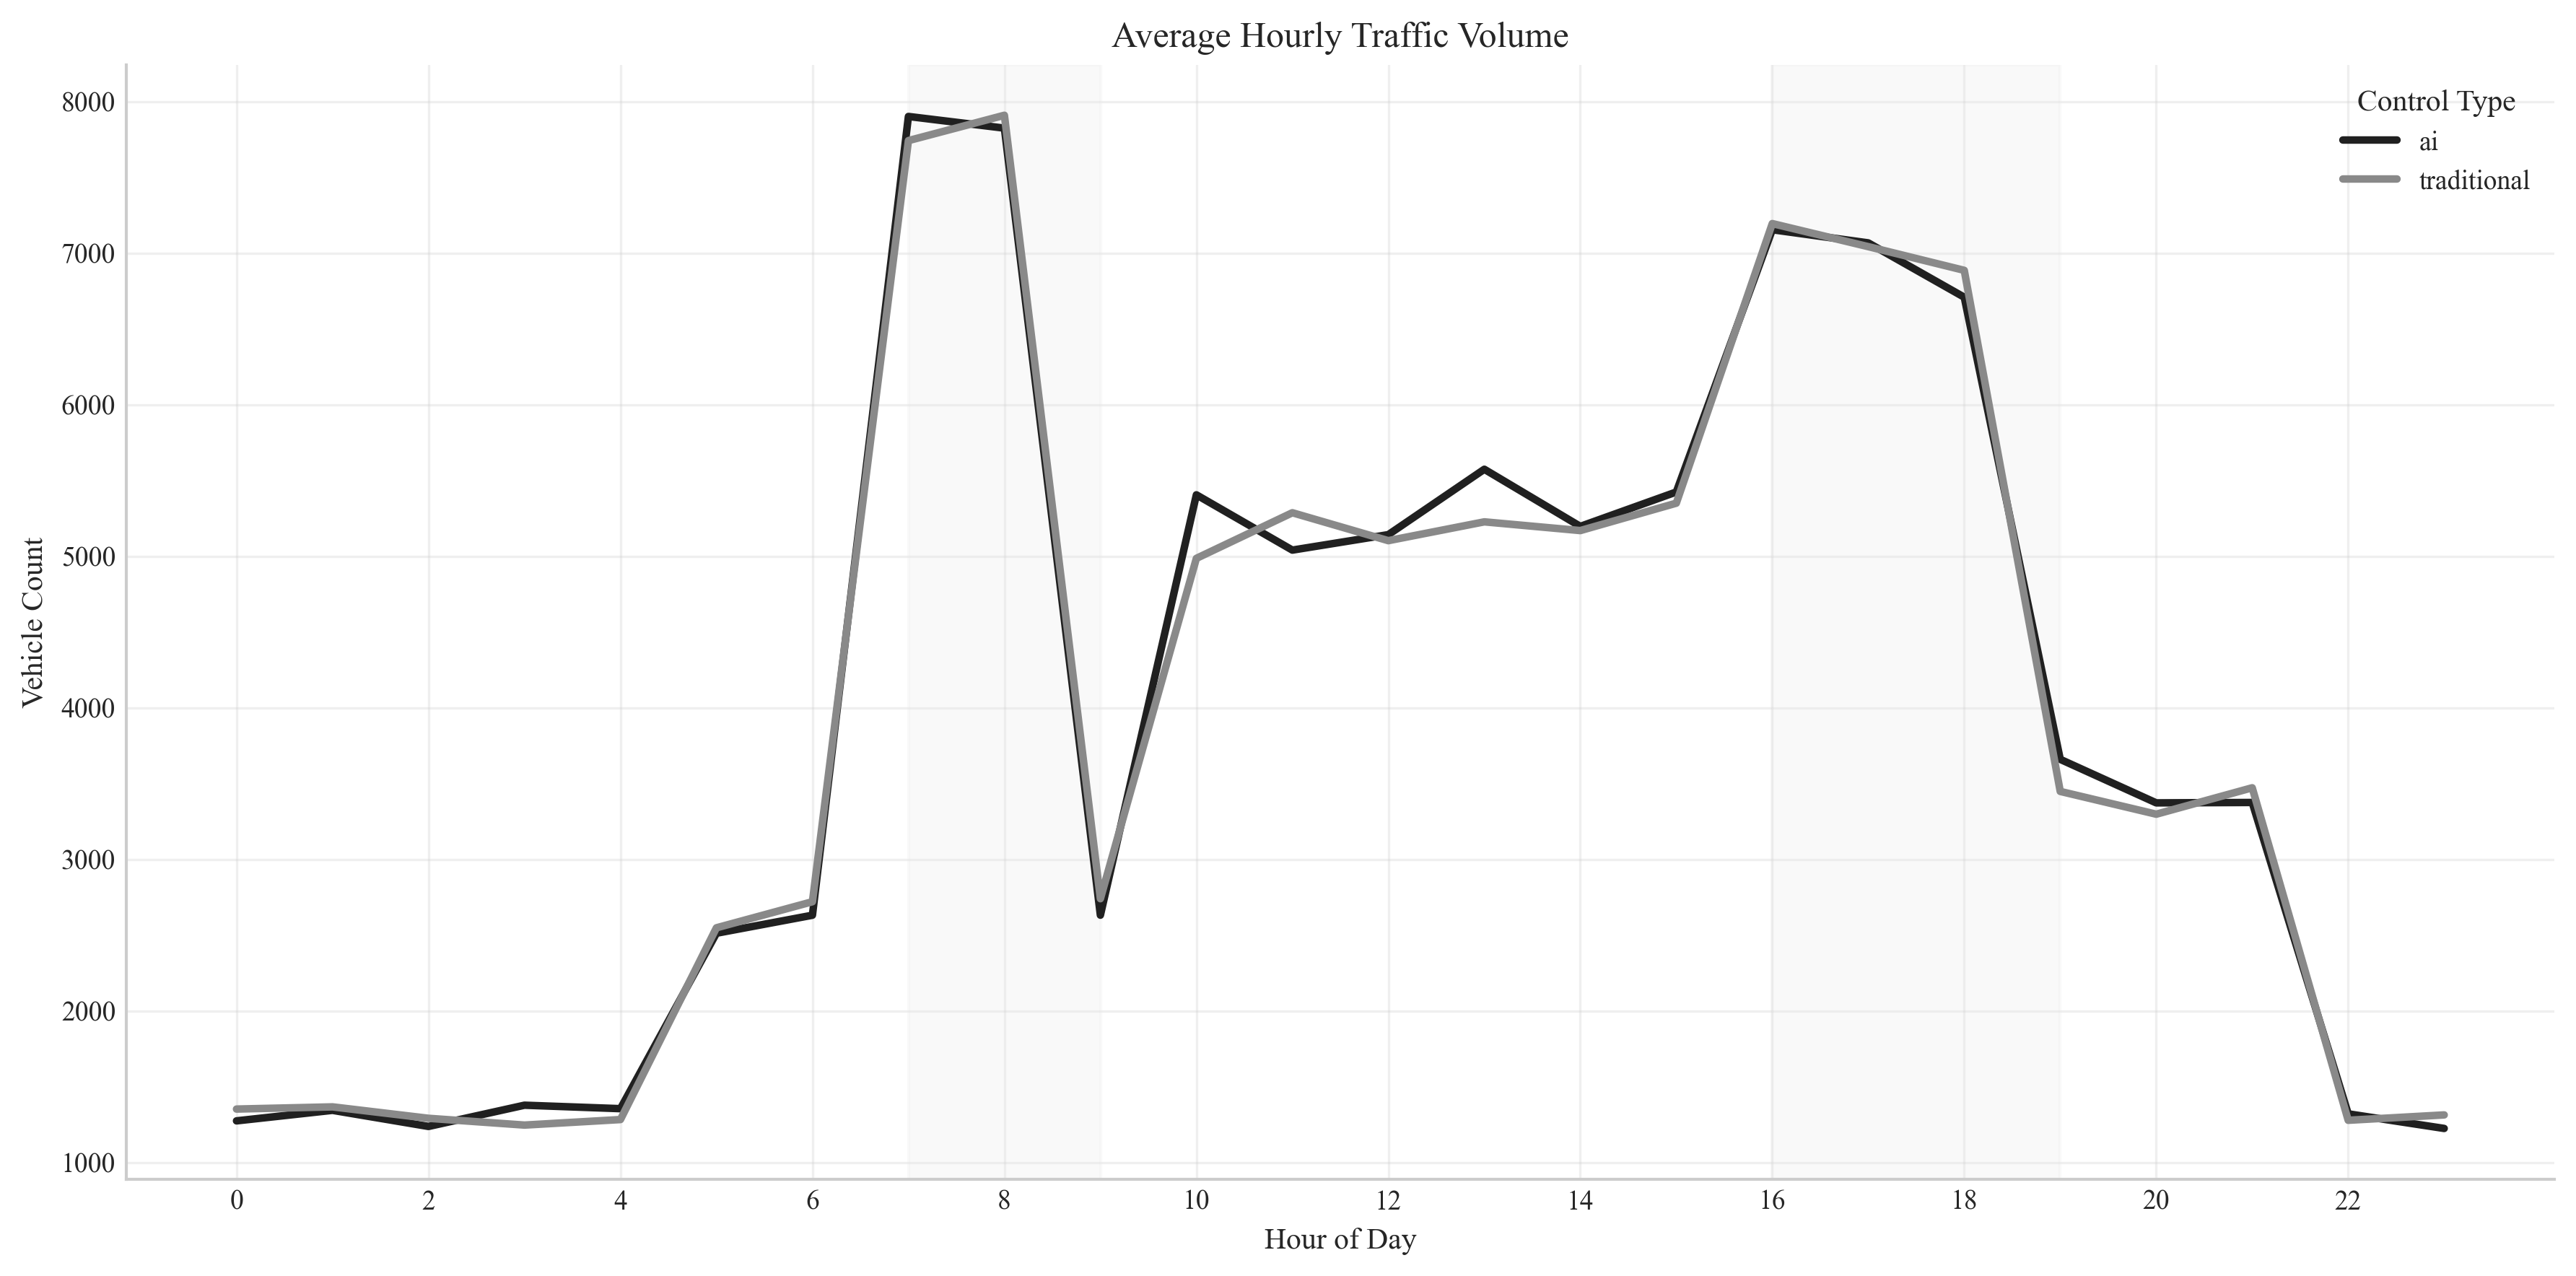 Average Hourly Traffic Volume
Control Type
ai
traditional
Vehicle Count
8000
7000
6000
5000
4000
3000
2000
1000
0 2 4 6 8 10 12 14 16 18 20 22
Hour of Day